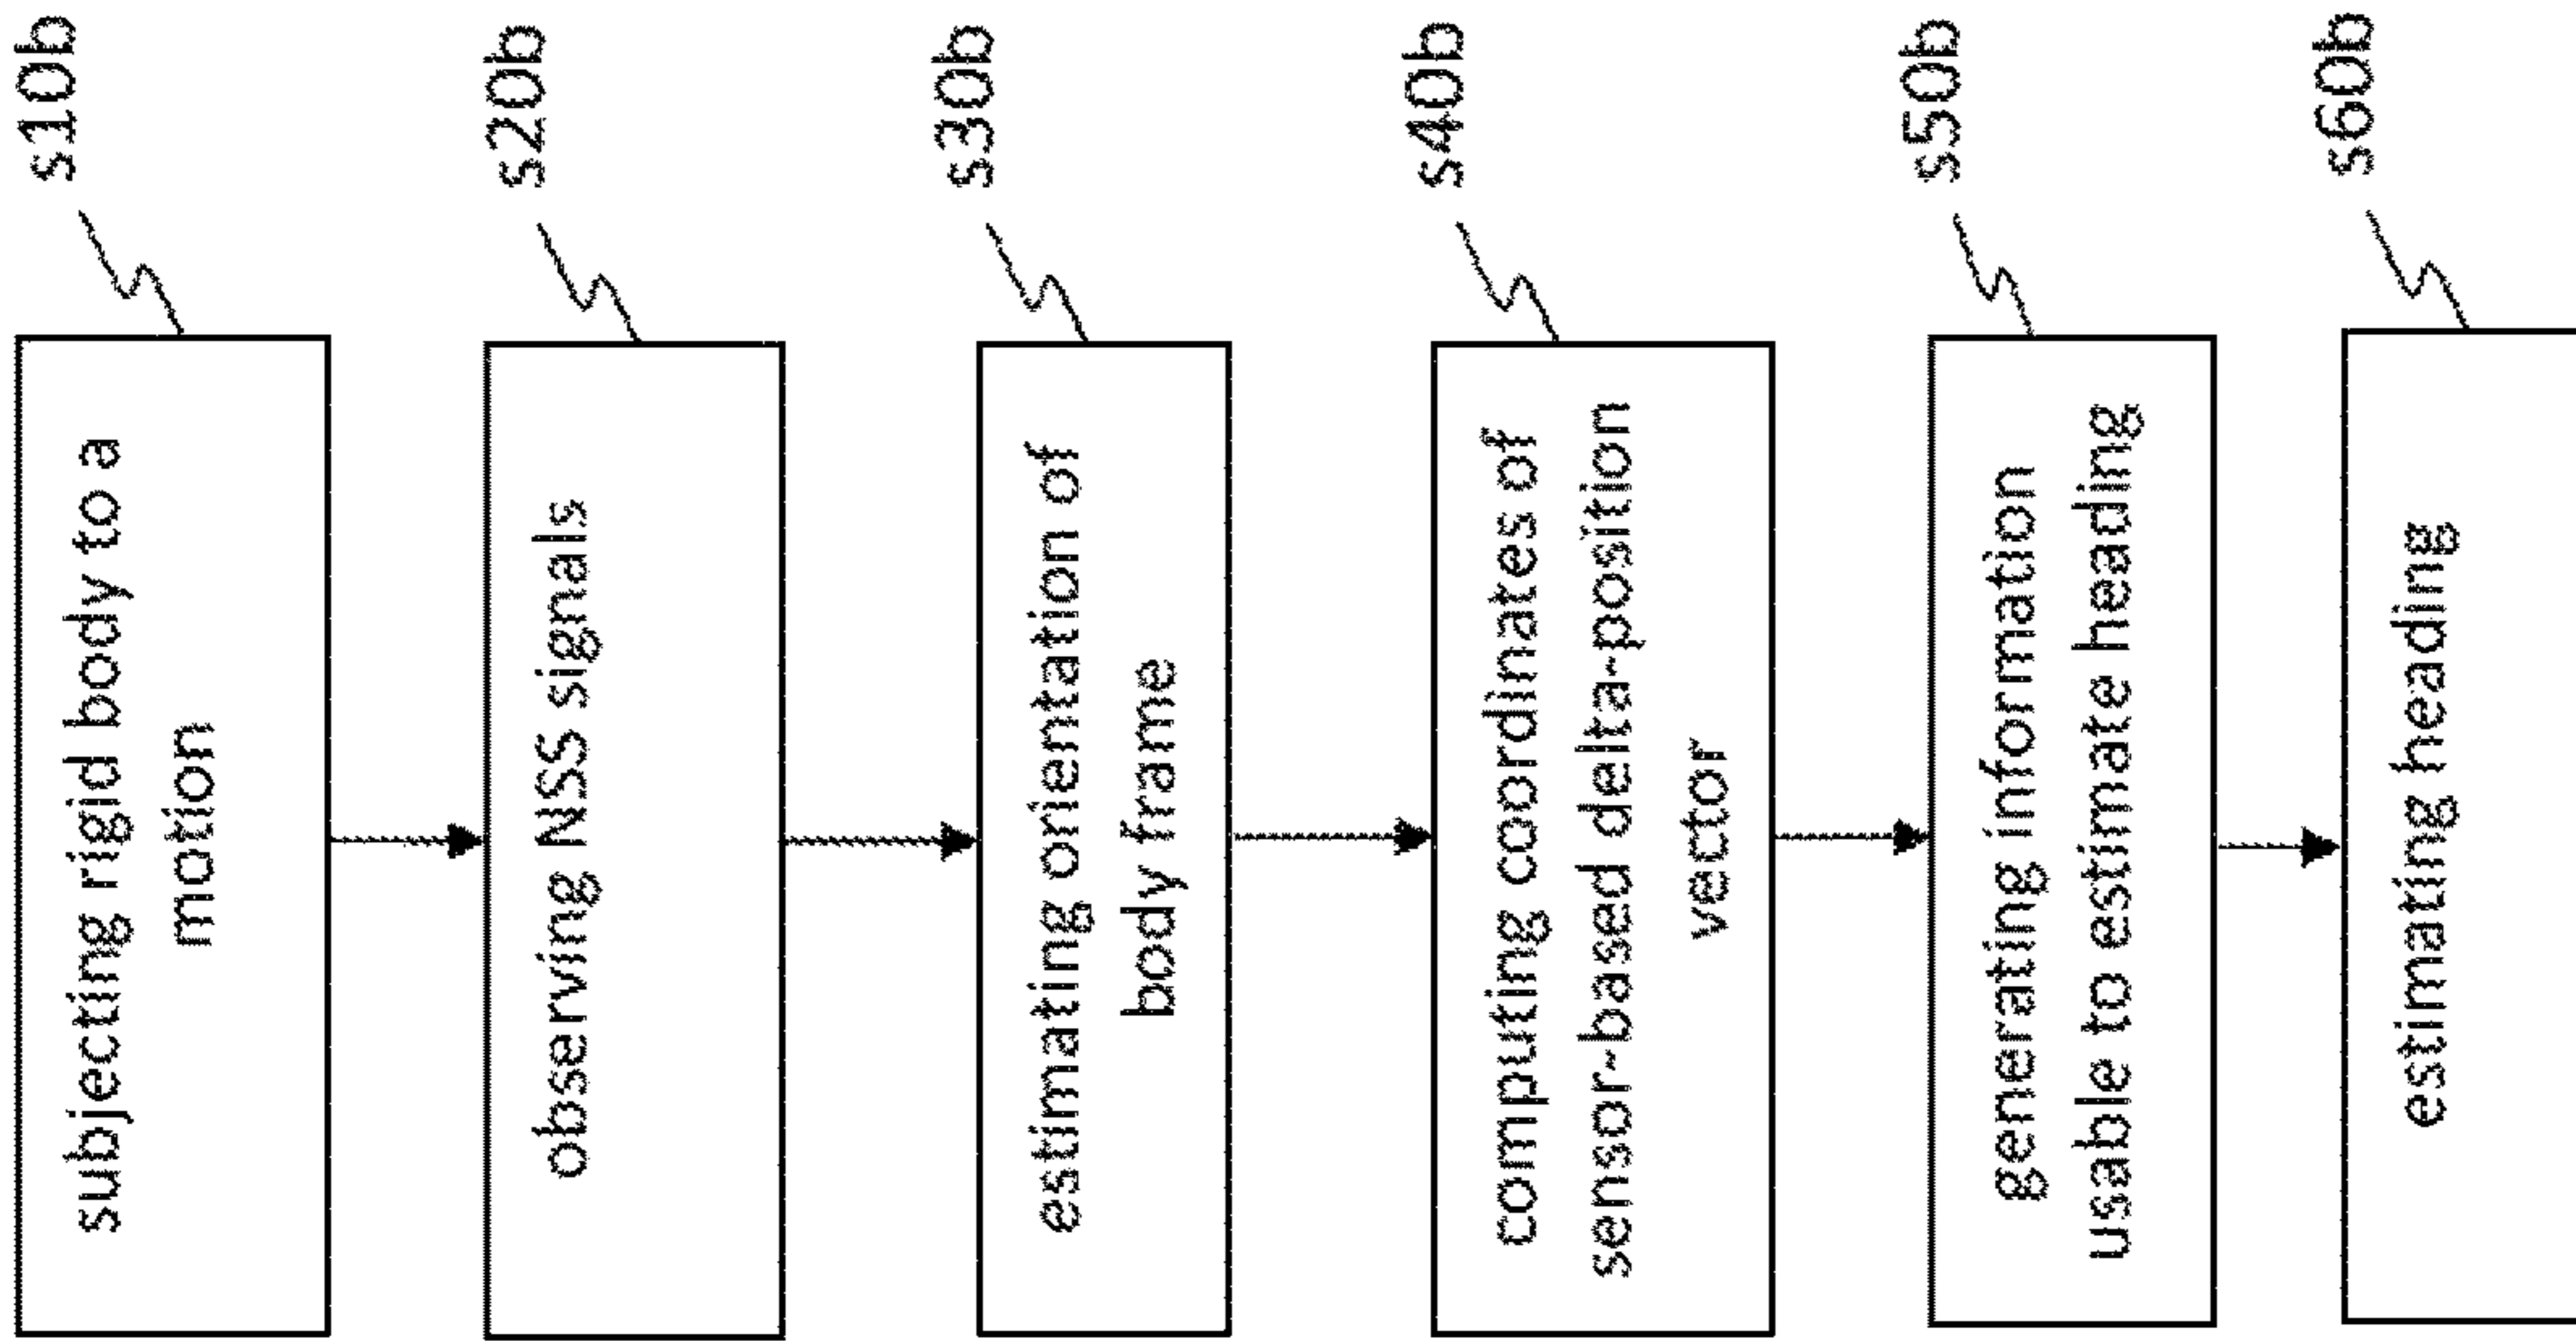 s10b
subjecting rigid body to a
motion
s20b
observing NSS signals
s30b
estimating orientation of
body frame
s40b
computing coordinates of
sensor-based delta-position
vector
s50b
generating information
usable to estimate heading
s60b
estimating heading